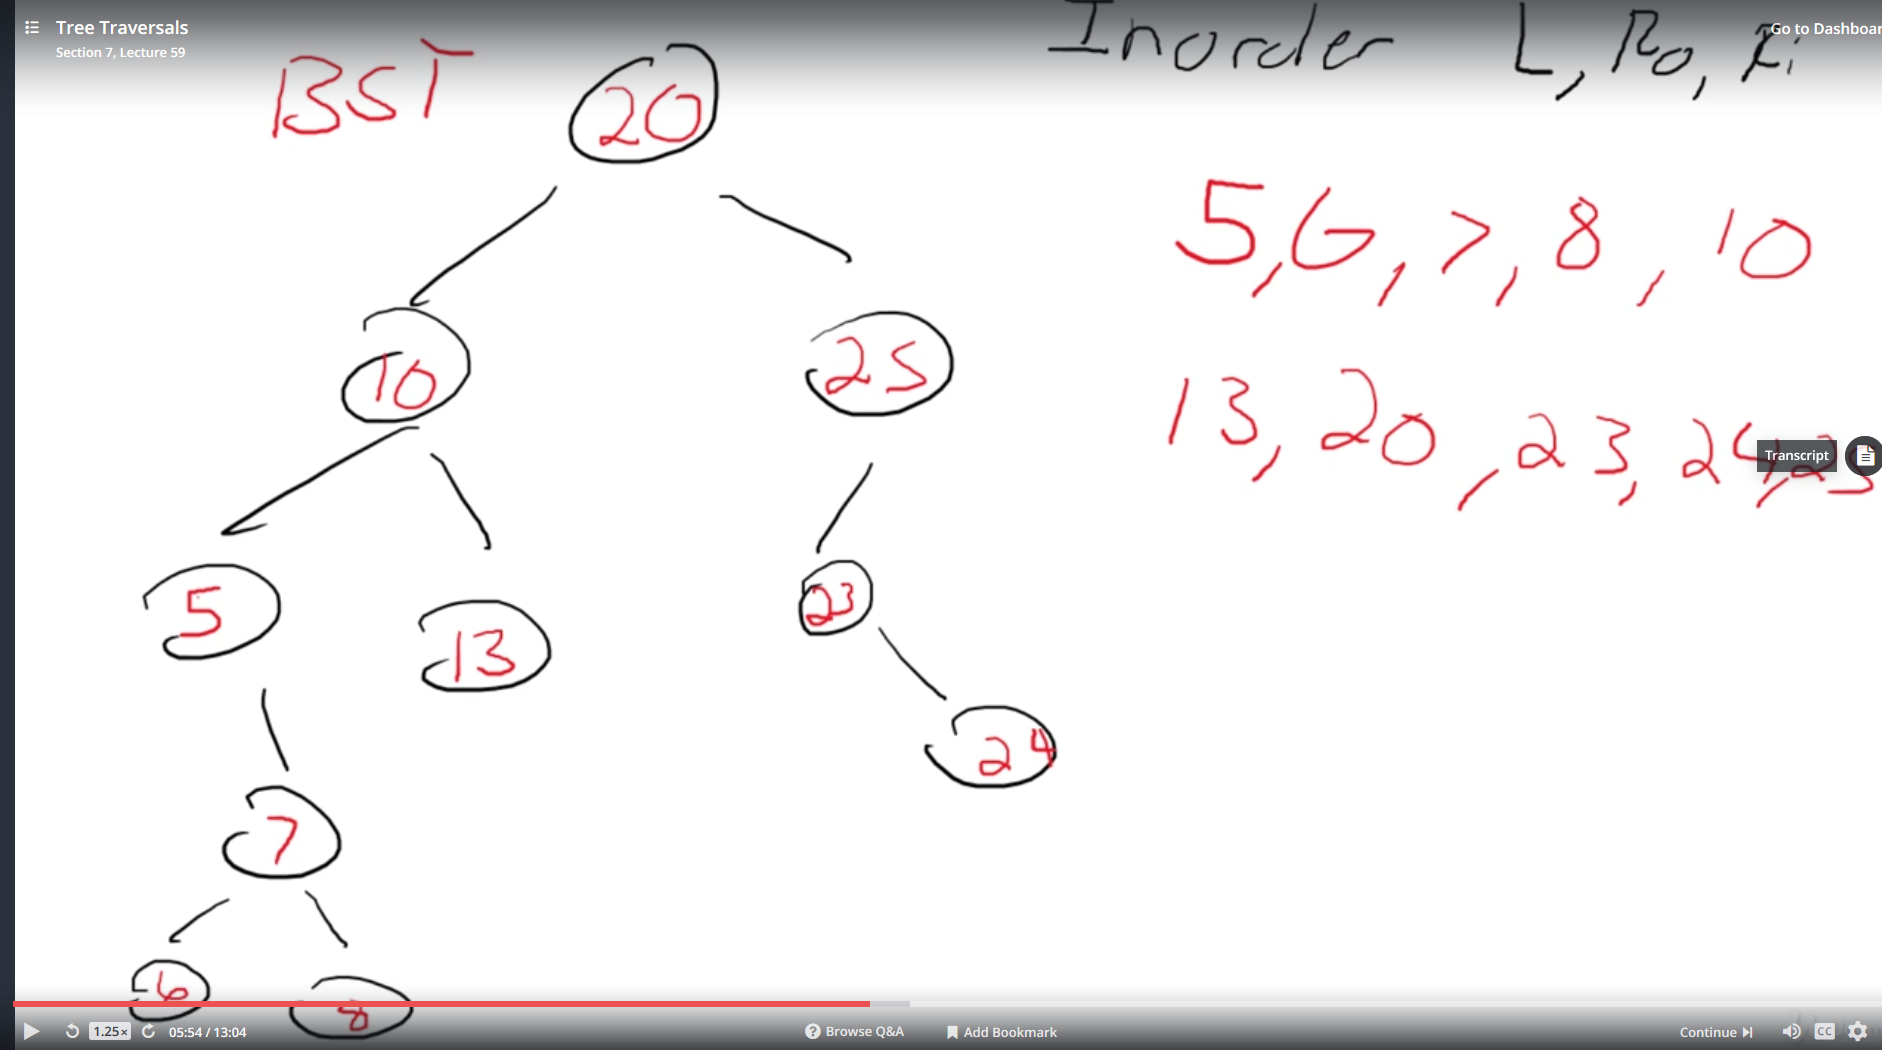 Tree Traversals
Section 7, Lecture 59
Go to Dashboar
Inorder L, Ro, Ri
BST
20
5, 6, 7, 8, 10
10
25
13, 20, 23, 24, 25
Transcript
5
13
23
24
7
6
8
1.25x
05:54 / 13:04
Browse Q&A
Add Bookmark
Continue
CC